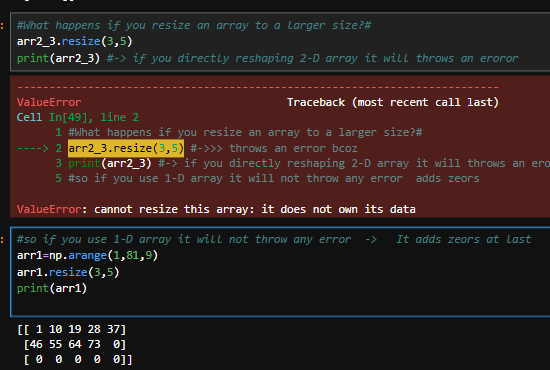 #What happens if you resize an array to a larger size?#
arr2_3.resize(3,5)
print(arr2_3) #-> if you directly reshaping 2-D array it will throws an eroror
---------------------------------------------------------------------------
ValueError Traceback (most recent call last)
Cell In[49], line 2
1 #What happens if you resize an array to a larger size?#
----> 2 arr2_3.resize(3,5) #->>> throws an error bcoz
3 print(arr2_3) #-> if you directly reshaping 2-D array it will throws an ero
5 #so if you use 1-D array it will not throw any error  adds zeors
ValueError: cannot resize this array: it does not own its data
#so if you use 1-D array it will not throw any error  ->   It adds zeors at last
arr1=np.arange(1,81,9)
arr1.resize(3,5)
print(arr1)
[[ 1 10 19 28 37]
[46 55 64 73  0]
[ 0  0  0  0  0]]